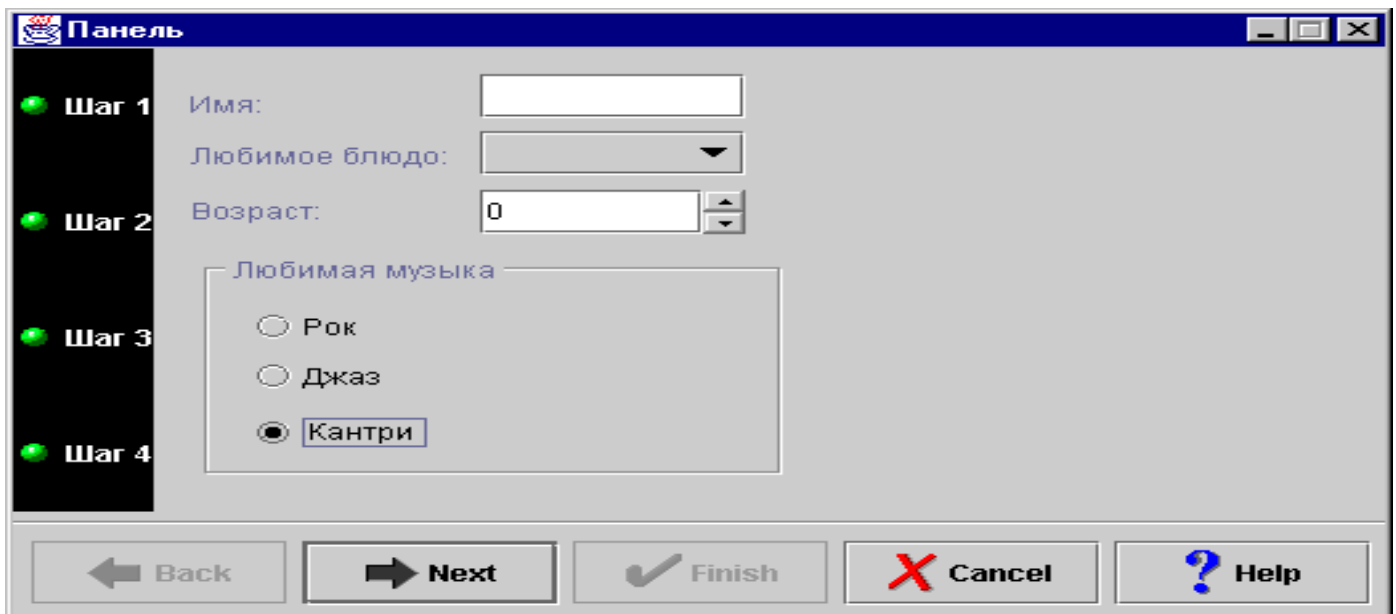 Панель
Шаг 1
Имя:
Любимое блюдо:
Шаг 2
Возраст:
0
Любимая музыка
Рок
Шаг 3
Джаз
Кантри
Шаг 4
Back
Next
Finish
Cancel
Help